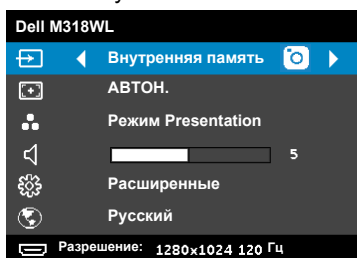 Dell M318WL
Внутренняя память
АВТОН.
Режим Presentation
5
Расширенные
Русский
Разрешение: 1280x1024 120 Гц